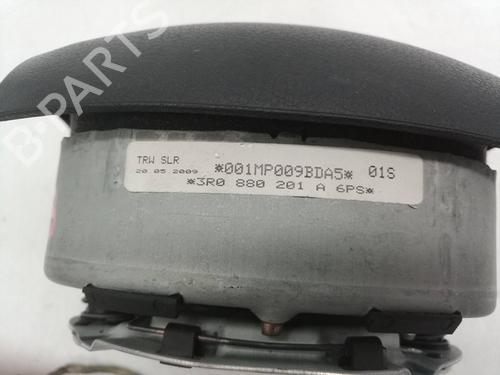 B-PARTS
TRW SLR *001MP009BDA5* 01S
20.05.2009
*3R0 880 201 A 6PS*